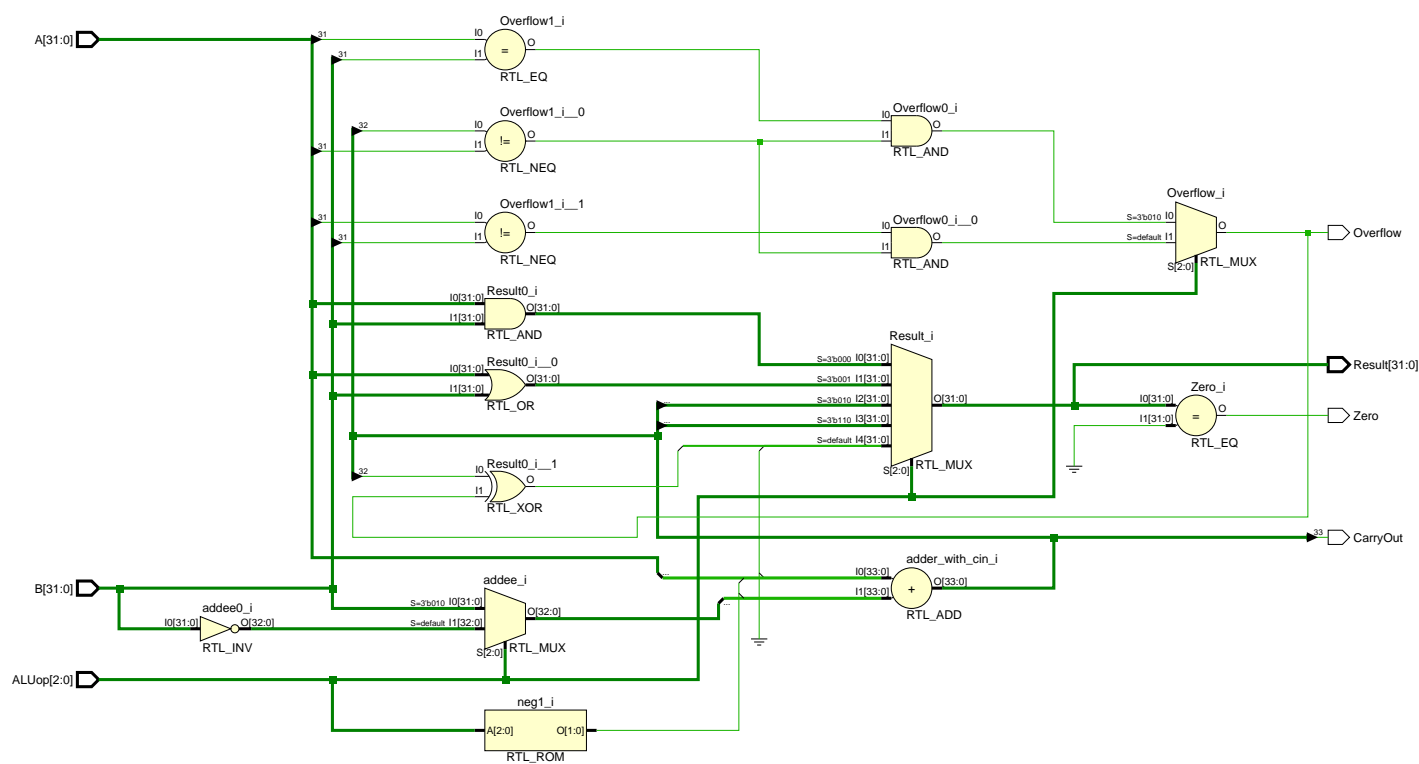 A[31:0]
31
31
Overflow1_i
I0
I1
=
O
RTL_EQ
Overflow1_i__0
32
31
I0
I1
!=
O
RTL_NEQ
Overflow0_i
I0
I1
O
RTL_AND
Overflow1_i__1
31
31
I0
I1
!=
O
RTL_NEQ
Overflow0_i__0
I0
I1
O
RTL_AND
Overflow_i
S=3'b010 I0
S=default I1
O
S[2:0]
RTL_MUX
Overflow
Result0_i
I0[31:0]
I1[31:0]
O[31:0]
RTL_AND
Result0_i__0
I0[31:0]
I1[31:0]
O[31:0]
RTL_OR
Result_i
S=3'b000 I0[31:0]
S=3'b001 I1[31:0]
... S=3'b010 I2[31:0]
... S=3'b110 I3[31:0]
S=default I4[31:0]
O[31:0]
S[2:0]
RTL_MUX
Result[31:0]
Zero_i
I0[31:0]
I1[31:0]
=
O
RTL_EQ
Zero
Result0_i__1
32
I0
I1
O
RTL_XOR
33
CarryOut
adder_with_cin_i
...
I0[33:0]
...
I1[33:0]
+
O[33:0]
RTL_ADD
B[31:0]
addee0_i
I0[31:0]
O[32:0]
RTL_INV
addee_i
S=3'b010 I0[31:0]
S=default I1[32:0]
O[32:0]
S[2:0]
RTL_MUX
ALUop[2:0]
neg1_i
A[2:0]
O[1:0]
RTL_ROM